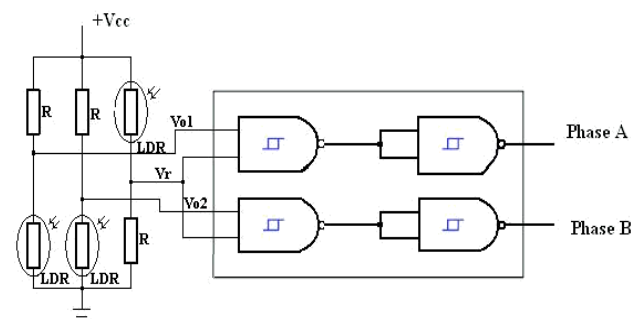 +Vcc
R
R
Vo1
LDR
Vr
Vo2
R
LDR
LDR
Phase A
Phase B